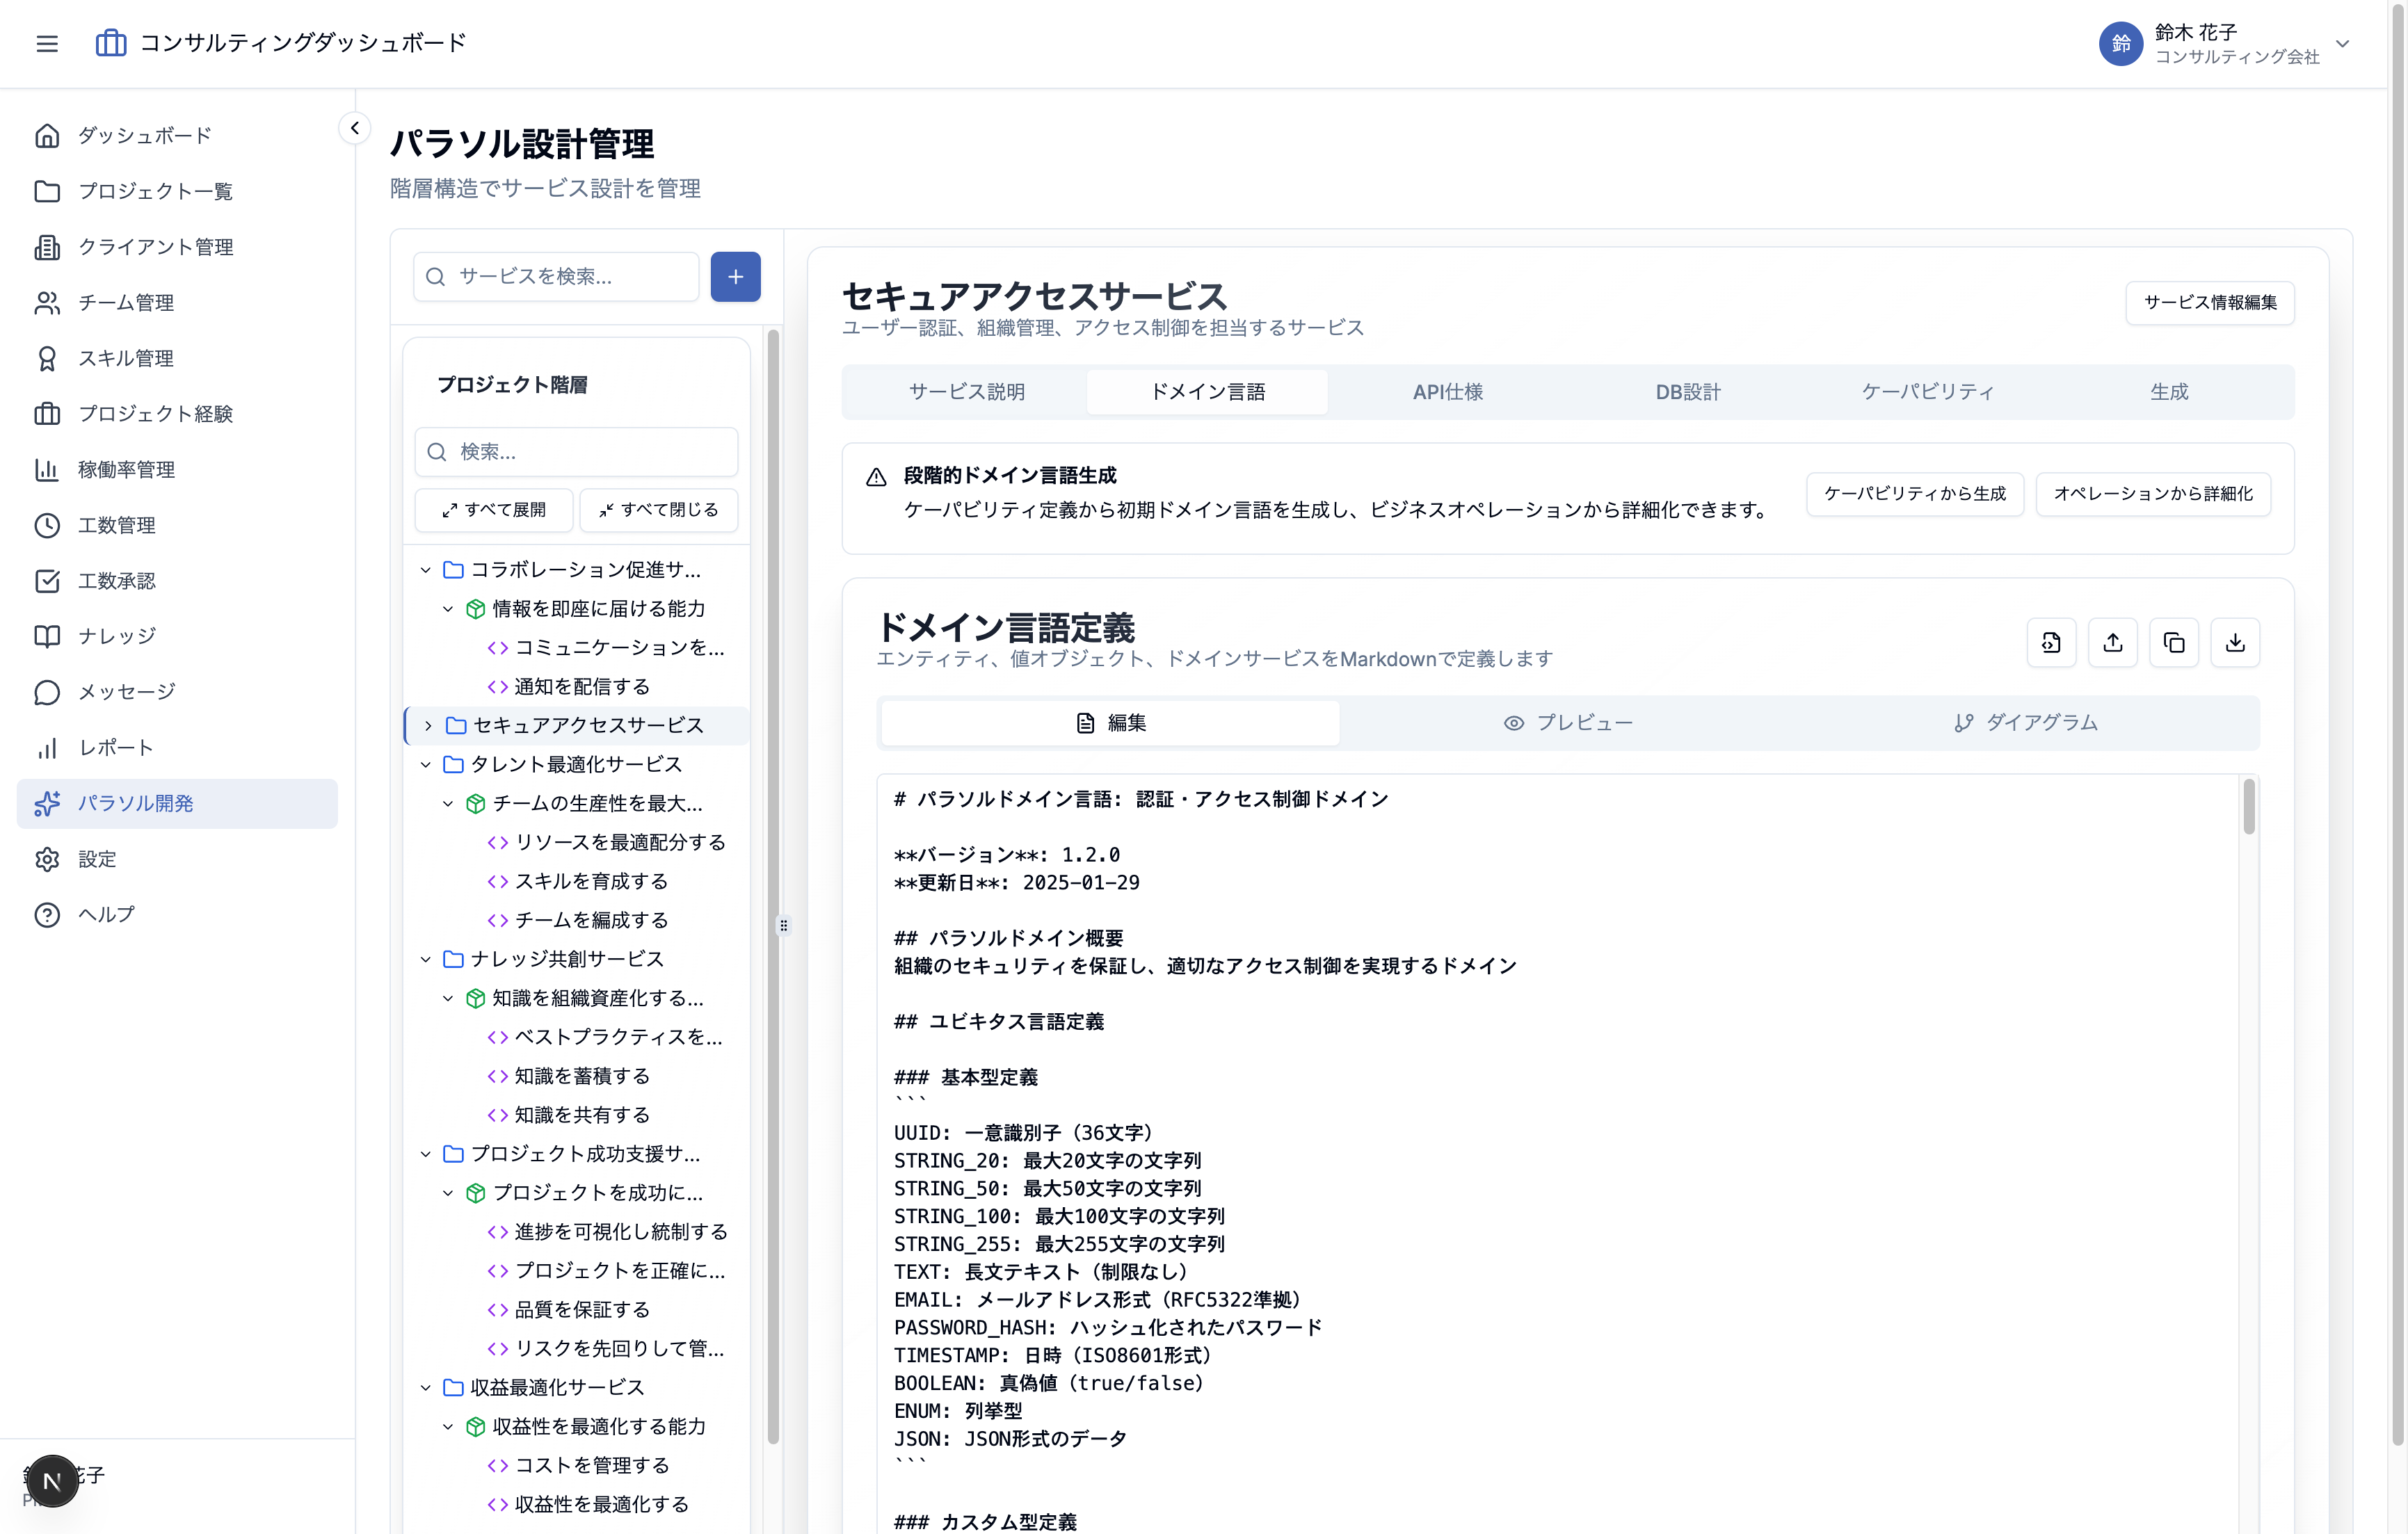 コンサルティングダッシュボード
鈴
鈴木 花子
コンサルティング会社
ダッシュボード
プロジェクト一覧
クライアント管理
チーム管理
スキル管理
プロジェクト経験
稼働率管理
工数管理
工数承認
ナレッジ
メッセージ
レポート
パラソル開発
設定
ヘルプ
花子
N
パラソル設計管理
階層構造でサービス設計を管理
サービスを検索...
+
プロジェクト階層
検索...
すべて展開
すべて閉じる
コラボレーション促進サ...
情報を即座に届ける能力
コミュニケーションを...
通知を配信する
セキュアアクセスサービス
タレント最適化サービス
チームの生産性を最大...
リソースを最適配分する
スキルを育成する
チームを編成する
ナレッジ共創サービス
知識を組織資産化する...
ベストプラクティスを...
知識を蓄積する
知識を共有する
プロジェクト成功支援サ...
プロジェクトを成功に...
進捗を可視化し統制する
プロジェクトを正確に...
品質を保証する
リスクを先回りして管...
収益最適化サービス
収益性を最適化する能力
コストを管理する
収益性を最適化する
セキュアアクセスサービス
ユーザー認証、組織管理、アクセス制御を担当するサービス
サービス情報編集
サービス説明
ドメイン言語
API仕様
DB設計
ケーパビリティ
生成
段階的ドメイン言語生成
ケーパビリティ定義から初期ドメイン言語を生成し、ビジネスオペレーションから詳細化できます。
ケーパビリティから生成
オペレーションから詳細化
ドメイン言語定義
エンティティ、値オブジェクト、ドメインサービスをMarkdownで定義します
編集
プレビュー
ダイアグラム
# パラソルドメイン言語: 認証・アクセス制御ドメイン
**バージョン**: 1.2.0
**更新日**: 2025-01-29
## パラソルドメイン概要
組織のセキュリティを保証し、適切なアクセス制御を実現するドメイン
## ユビキタス言語定義
### 基本型定義
```
UUID: 一意識別子（36文字）
STRING_20: 最大20文字の文字列
STRING_50: 最大50文字の文字列
STRING_100: 最大100文字の文字列
STRING_255: 最大255文字の文字列
TEXT: 長文テキスト（制限なし）
EMAIL: メールアドレス形式（RFC5322準拠）
PASSWORD_HASH: ハッシュ化されたパスワード
TIMESTAMP: 日時（ISO8601形式）
BOOLEAN: 真偽値（true/false）
ENUM: 列挙型
JSON: JSON形式のデータ
```
### カスタム型定義